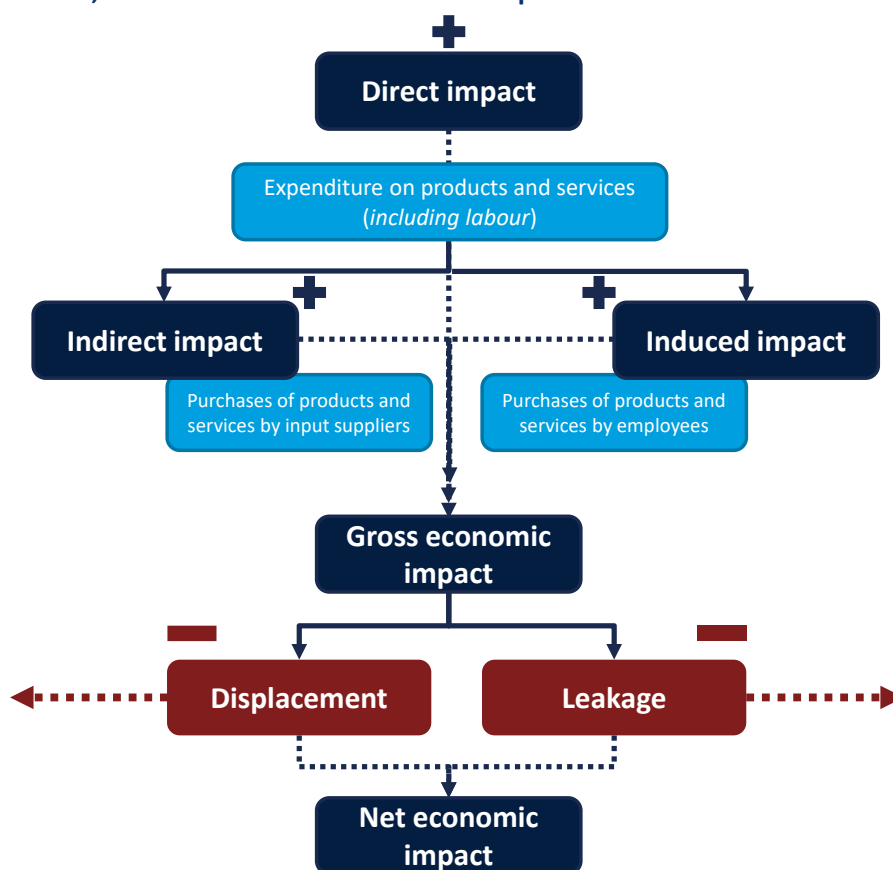 Direct impact
Expenditure on products and services
(including labour)
Indirect impact
Induced impact
Purchases of products and
services by input suppliers
Purchases of products and
services by employees
Gross economic
impact
Displacement
Leakage
Net economic
impact